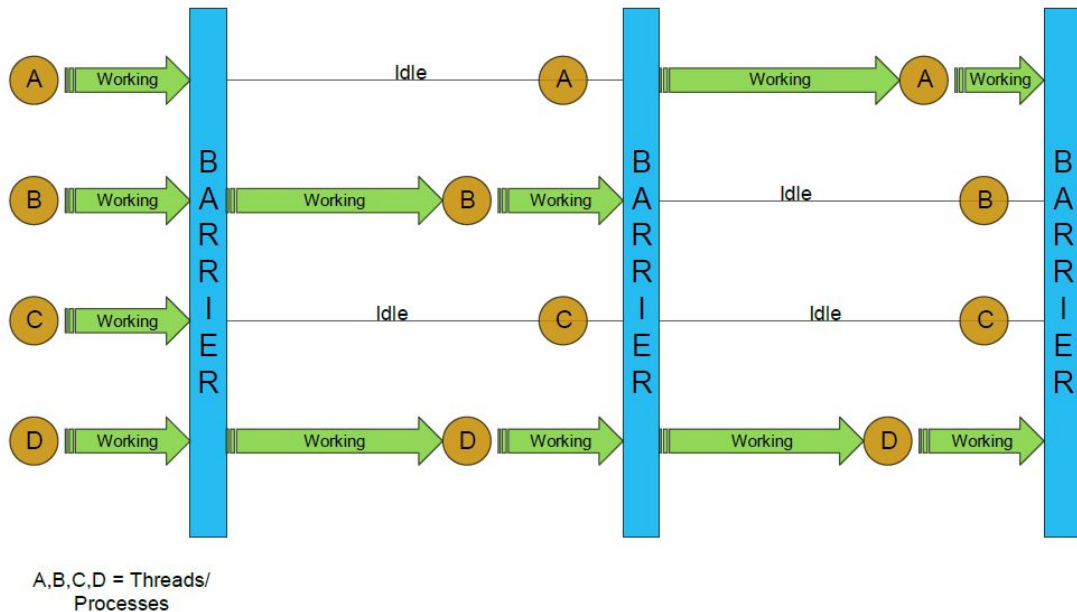 A Working Idle A Working A Working
B Working Working B Working Idle B
C Working Idle C Idle C
D Working Working D Working Working D Working
BARRIER
BARRIER
BARRIER
A,B,C,D = Threads/
Processes